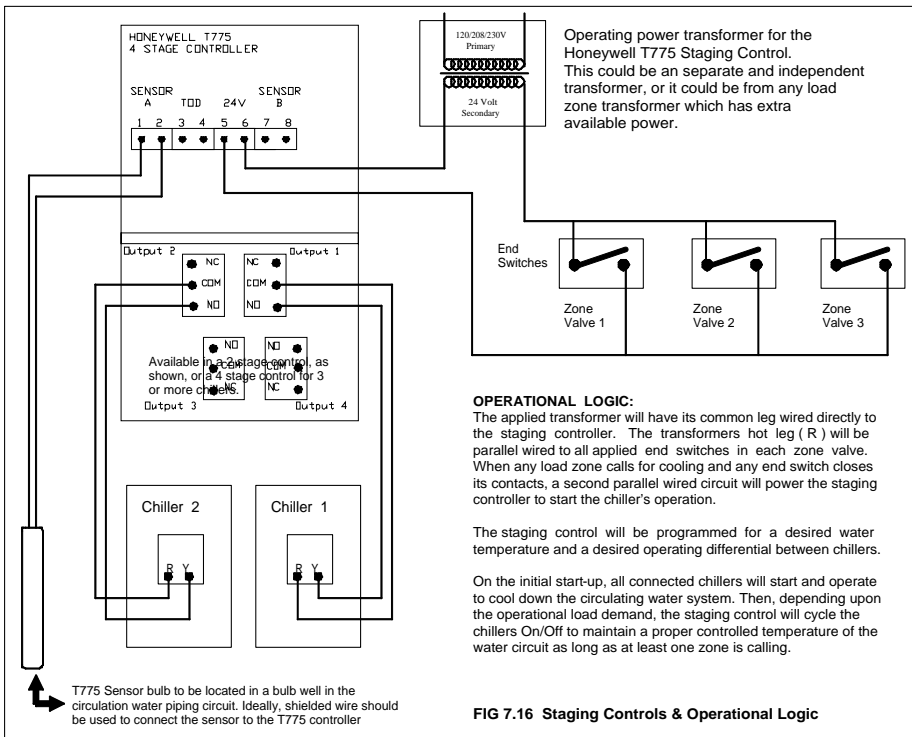 HONEYWELL T775
4 STAGE CONTROLLER
SENSOR A
TOD
24V
SENSOR B
1 2 3 4 5 6 7 8
120/208/230V
Primary
24 Volt
Secondary
Operating power transformer for the
Honeywell T775 Staging Control.
This could be an separate and independent
transformer, or it could be from any load
zone transformer which has extra
available power.
End
Switches
Zone
Valve 1
Zone
Valve 2
Zone
Valve 3
Output 2
Output 1
NC
COM
NO
NC
COM
NO
NO
COM
NC
NO
COM
NC
Available in a 2 stage control, as
shown, or a 4 stage control for 3
or more chillers.
Output 3
Output 4
Chiller 2
R Y
Chiller 1
R Y
T775 Sensor bulb to be located in a bulb well in the
circulation water piping circuit. Ideally, shielded wire should
be used to connect the sensor to the T775 controller
OPERATIONAL LOGIC:
The applied transformer will have its common leg wired directly to
the staging controller. The transformers hot leg ( R ) will be
parallel wired to all applied end switches in each zone valve.
When any load zone calls for cooling and any end switch closes
its contacts, a second parallel wired circuit will power the staging
controller to start the chiller's operation.
The staging control will be programmed for a desired water
temperature and a desired operating differential between chillers.
On the initial start-up, all connected chillers will start and operate
to cool down the circulating water system. Then, depending upon
the operational load demand, the staging control will cycle the
chillers On/Off to maintain a proper controlled temperature of the
water circuit as long as at least one zone is calling.
FIG 7.16 Staging Controls & Operational Logic